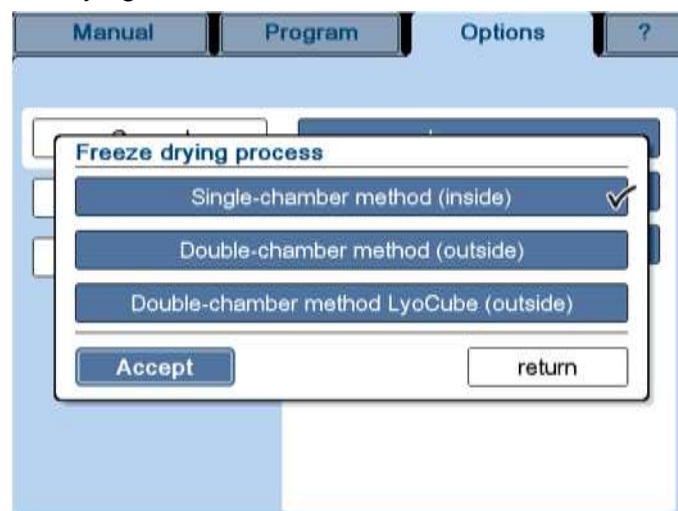 Manual Program Options ?
Freeze drying process
Single-chamber method (inside)
Double-chamber method (outside)
Double-chamber method LyoCube (outside)
Accept return